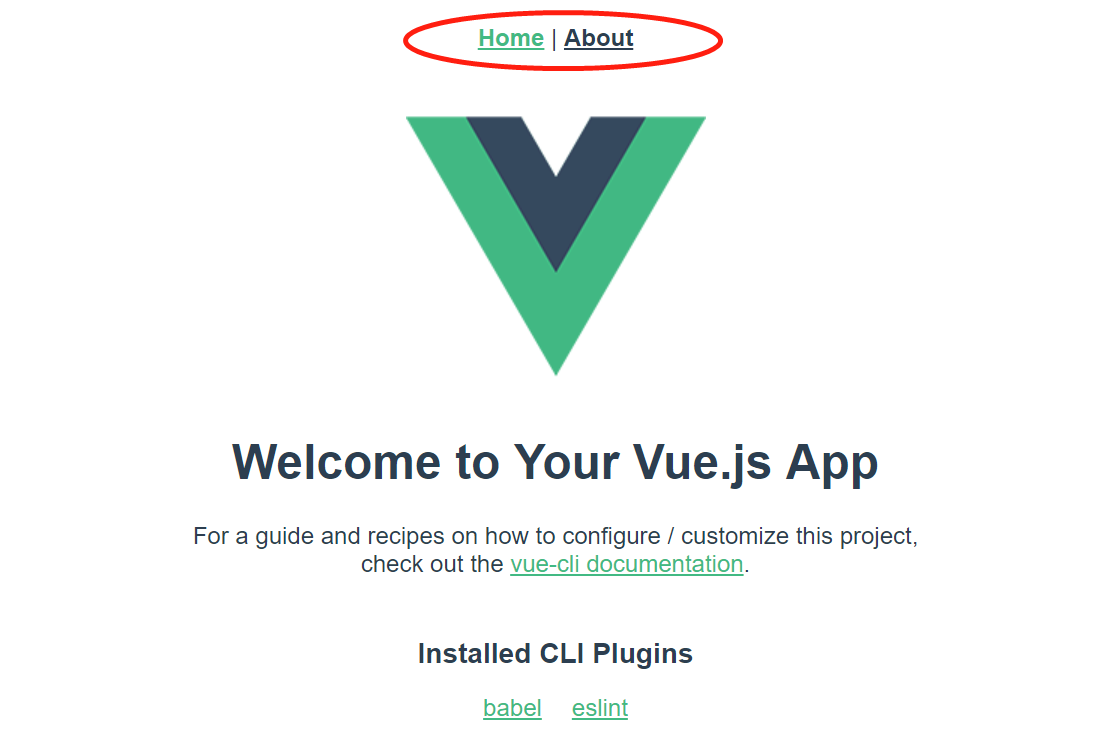 Home | About
Welcome to Your Vue.js App
For a guide and recipes on how to configure / customize this project,
check out the vue-cli documentation.
Installed CLI Plugins
babel eslint